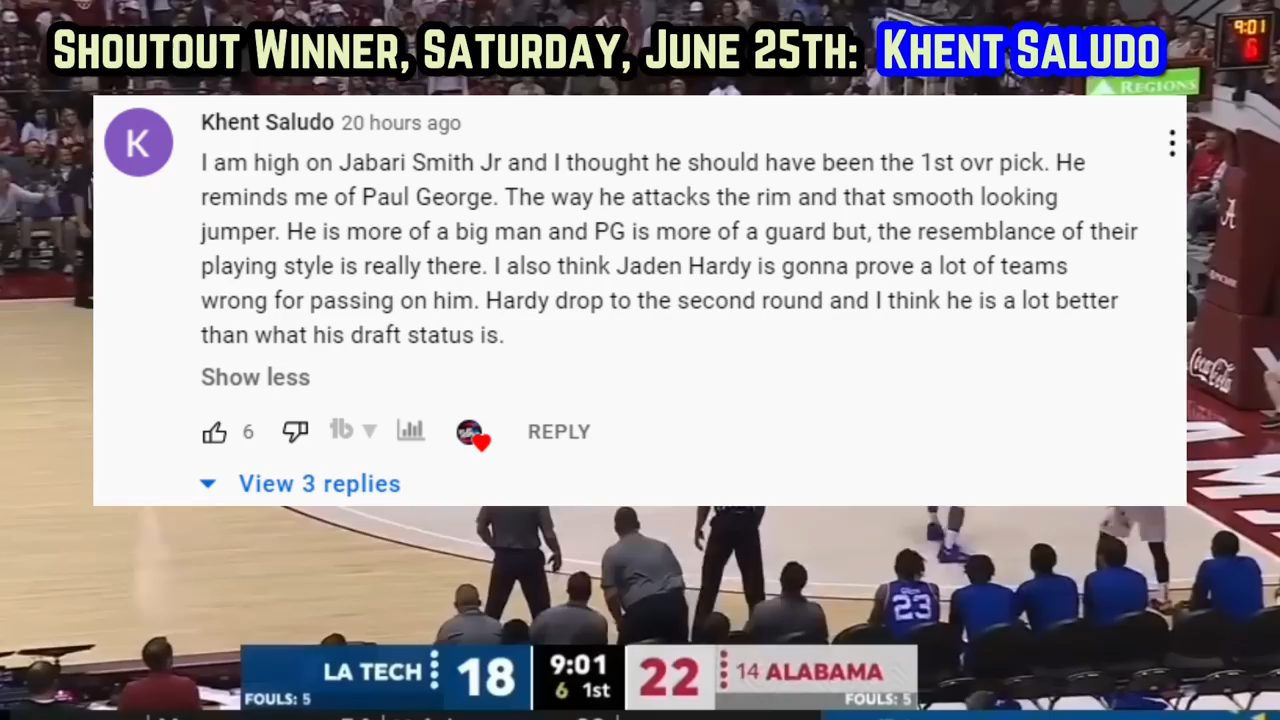 SHOUTOUT WINNER, SATURDAY, JUNE 25TH: KHENT SALUDO
9:01
6
REGIONS
K
Khent Saludo 20 hours ago
I am high on Jabari Smith Jr and I thought he should have been the 1st ovr pick. He
reminds me of Paul George. The way he attacks the rim and that smooth looking
jumper. He is more of a big man and PG is more of a guard but, the resemblance of their
playing style is really there. I also think Jaden Hardy is gonna prove a lot of teams
wrong for passing on him. Hardy drop to the second round and I think he is a lot better
than what his draft status is.
Show less
6 REPLY
View 3 replies
A
Coca-Cola
23
LA TECH 18 9:01 22 14 ALABAMA
FOULS: 5 6 1st FOULS: 5